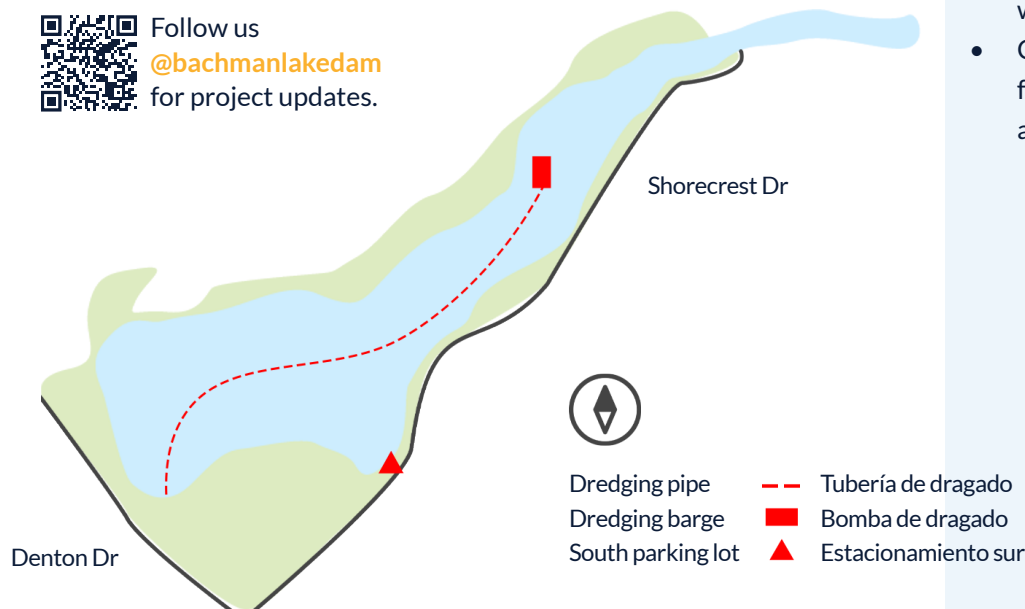 Follow us
@bachmanlakedam
for project updates.
Shorecrest Dr
Denton Dr
Dredging pipe Tubería de dragado
Dredging barge Bomba de dragado
South parking lot Estacionamiento sur